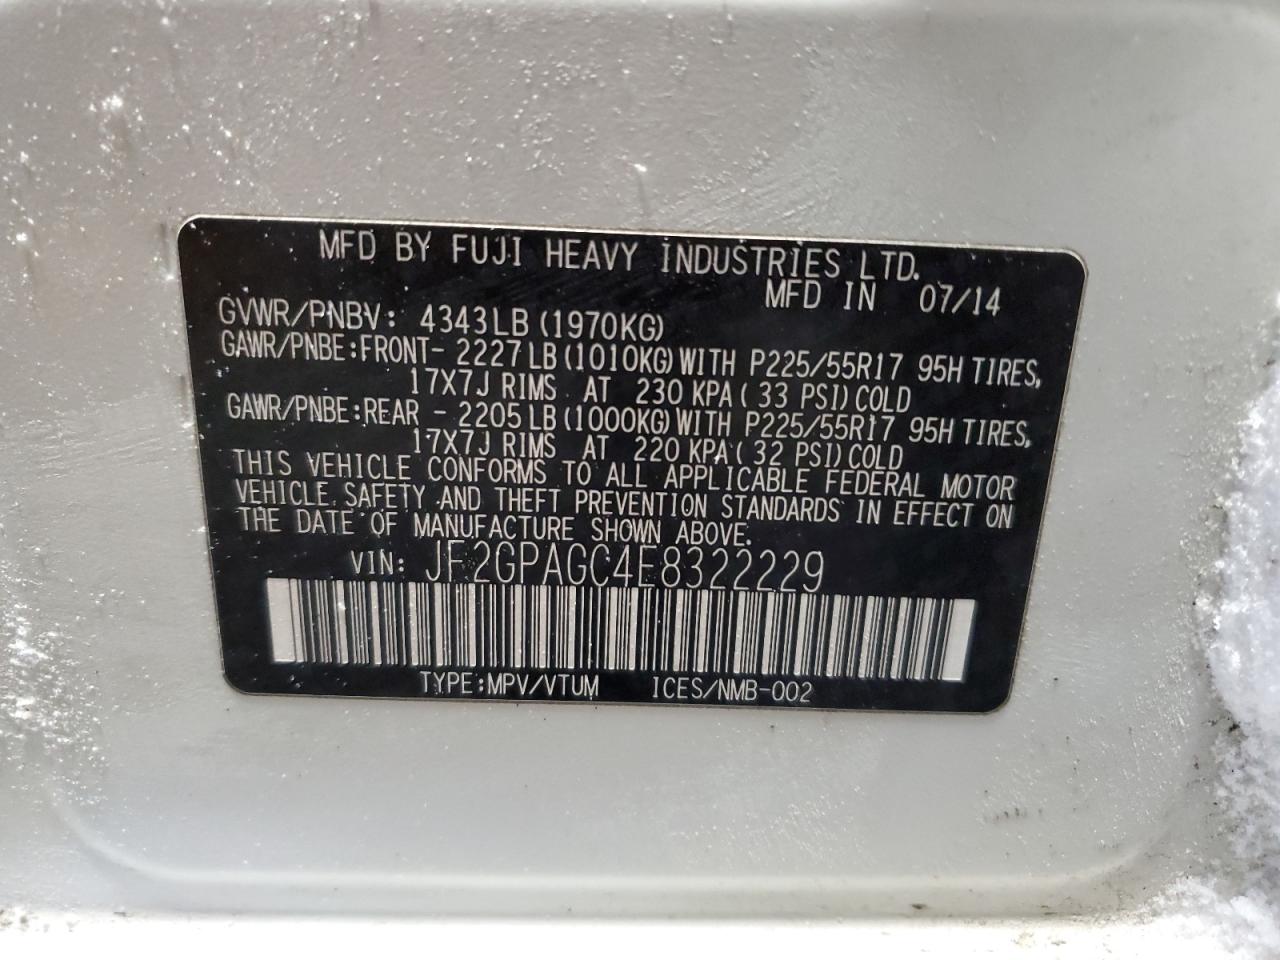 MFD BY FUJI HEAVY INDUSTRIES LTD.
MFD IN 07/14
GVWR/PNBV: 4343LB (1970KG)
GAWR/PNBE:FRONT- 2227 LB (1010KG) WITH P225/55R17 95H TIRES,
17X7J RIMS AT 230 KPA ( 33 PSI) COLD
GAWR/PNBE:REAR - 2205 LB (1000KG) WITH P225/55R17 95H TIRES,
17X7J RIMS AT 220 KPA ( 32 PSI) COLD
THIS VEHICLE CONFORMS TO ALL APPLICABLE FEDERAL MOTOR
VEHICLE SAFETY AND THEFT PREVENTION STANDARDS IN EFFECT ON
THE DATE OF MANUFACTURE SHOWN ABOVE.
VIN: JF2GPAGC4E8322229
TYPE:MPV/VTUM ICES/NMB-002